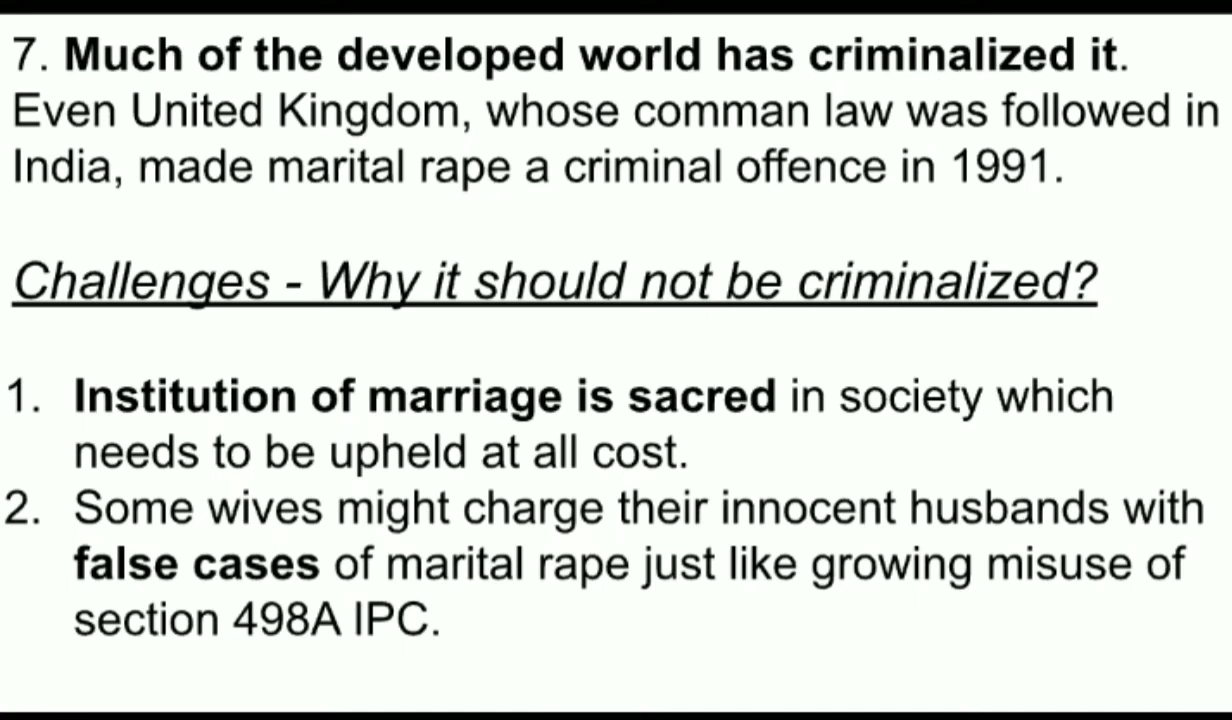 7. Much of the developed world has criminalized it.
Even United Kingdom, whose comman law was followed in
India, made marital rape a criminal offence in 1991.
Challenges - Why it should not be criminalized?
1. Institution of marriage is sacred in society which
needs to be upheld at all cost.
2. Some wives might charge their innocent husbands with
false cases of marital rape just like growing misuse of
section 498A IPC.